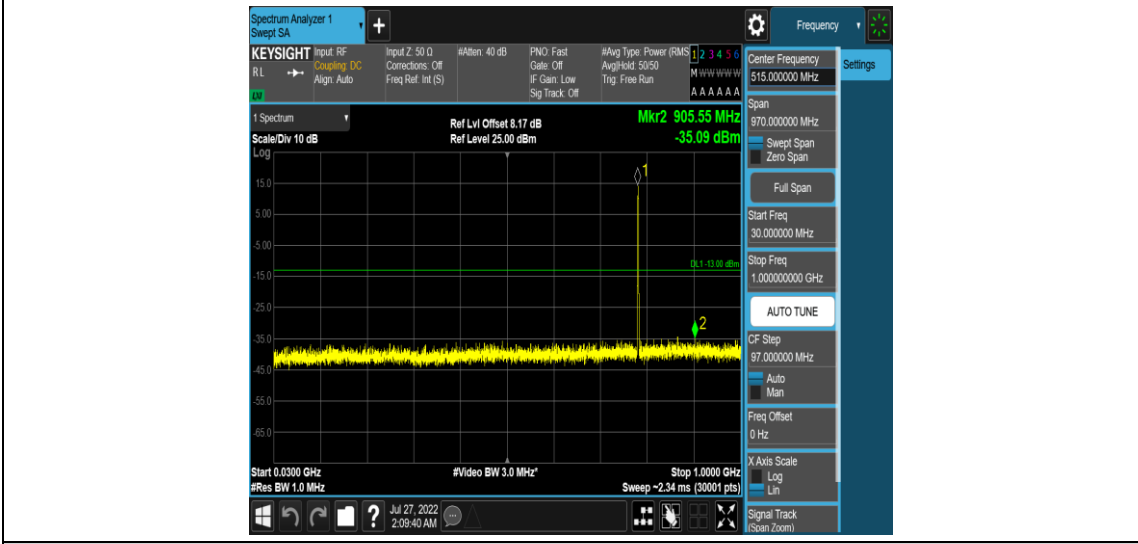 Spectrum Analyzer 1
Swept SA
+
Frequency
KEYSIGHT
RL
Input: RF
Coupling: DC
Align: Auto
Input Z: 50 Ω
Corrections: Off
Freq Ref: Int (S)
#Atten: 40 dB
PNO: Fast
Gate: Off
IF Gain: Low
Sig Track: Off
#Avg Type: Power (RMS
Avg|Hold: 50/50
Trig: Free Run
1 2 3 4 5 6
M W W W W W
A A A A A A
1 Spectrum
Scale/Div 10 dB
Log
Ref Lvl Offset 8.17 dB
Ref Level 25.00 dBm
Mkr2 905.55 MHz
-35.09 dBm
1
15.0
5.00
-5.00
DL1 -13.00 dBm
-15.0
-25.0
2
-35.0
-45.0
-55.0
-65.0
Start 0.0300 GHz
#Res BW 1.0 MHz
#Video BW 3.0 MHz*
Stop 1.0000 GHz
Sweep ~2.34 ms (30001 pts)
?
Jul 27, 2022
2:09:40 AM
Center Frequency
515.000000 MHz
Settings
Span
970.000000 MHz
Swept Span
Zero Span
Full Span
Start Freq
30.000000 MHz
Stop Freq
1.000000000 GHz
AUTO TUNE
CF Step
97.000000 MHz
Auto
Man
Freq Offset
0 Hz
X Axis Scale
Log
Lin
Signal Track
(Span Zoom)